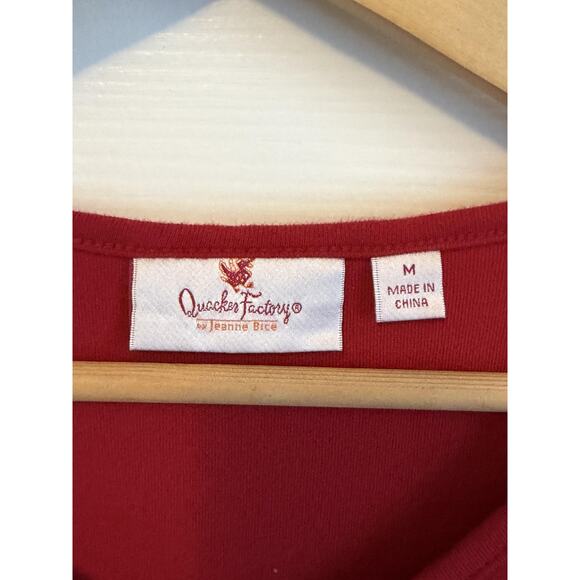 Quacker Factory®
by Jeanne Bice
M
MADE IN
CHINA